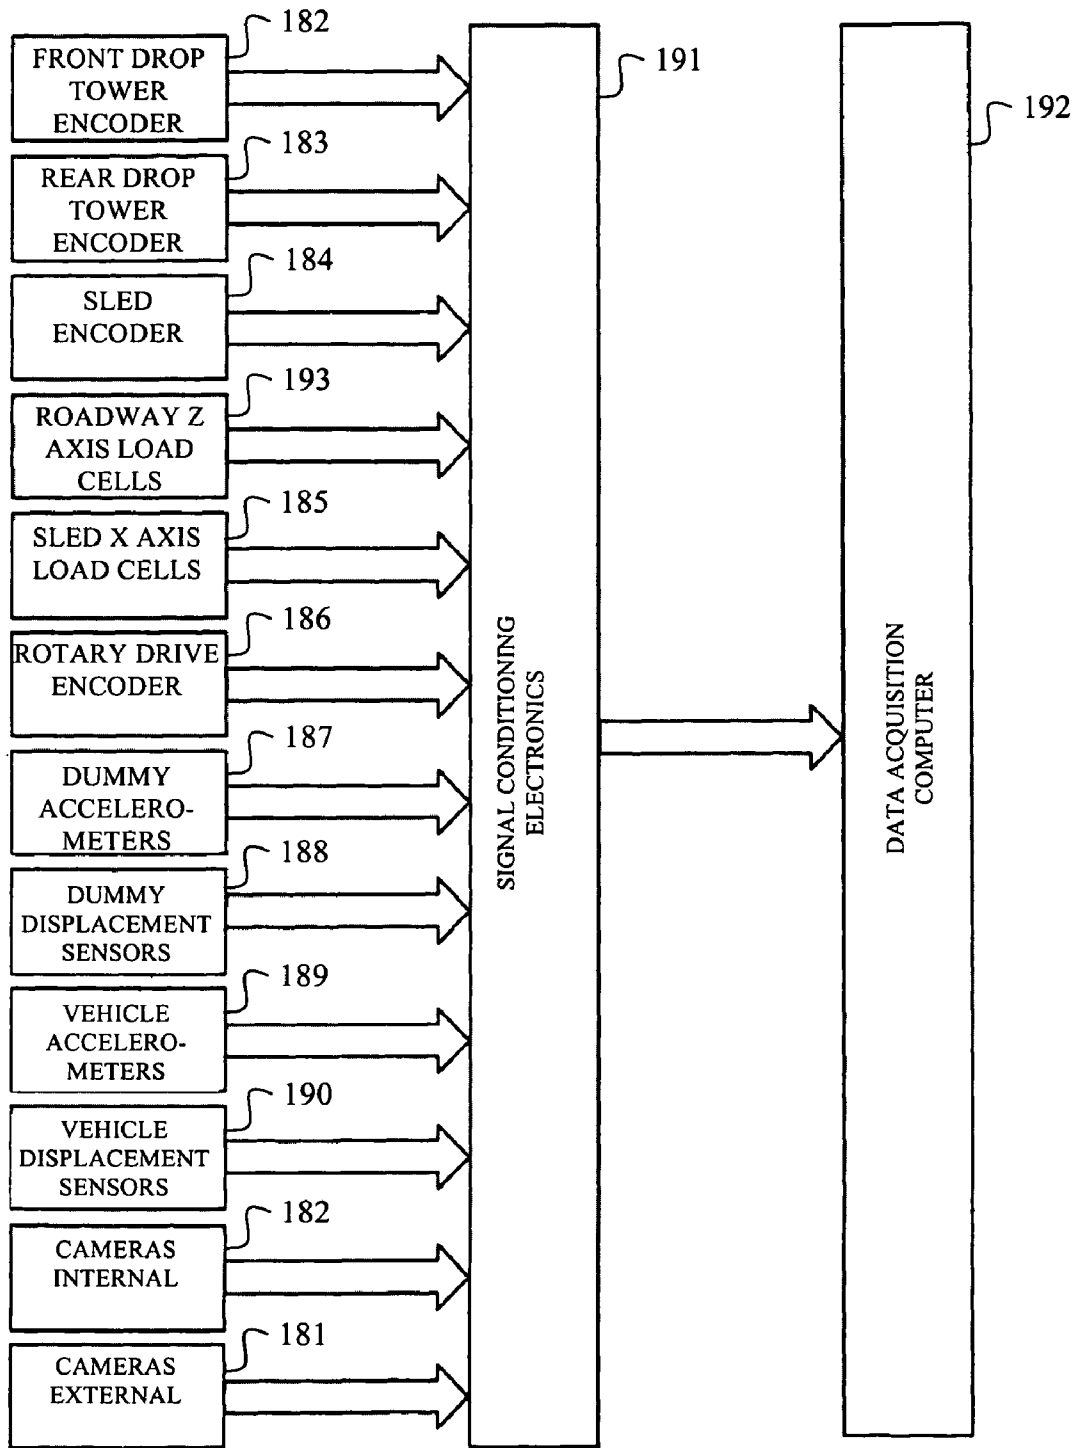 182
FRONT DROP
TOWER
ENCODER
183
REAR DROP
TOWER
ENCODER
184
SLED
ENCODER
193
ROADWAY Z
AXIS LOAD
CELLS
185
SLED X AXIS
LOAD CELLS
186
ROTARY DRIVE
ENCODER
187
DUMMY
ACCELERO-
METERS
188
DUMMY
DISPLACEMENT
SENSORS
189
VEHICLE
ACCELERO-
METERS
190
VEHICLE
DISPLACEMENT
SENSORS
182
CAMERAS
INTERNAL
181
CAMERAS
EXTERNAL
191
SIGNAL CONDITIONING
ELECTRONICS
192
DATA ACQUISITION
COMPUTER